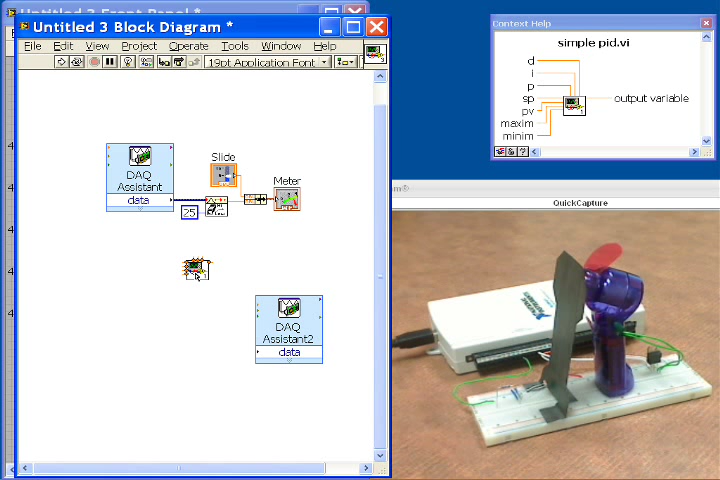 Untitled 3 Front Panel *
Untitled 3 Block Diagram *
File Edit View Project Operate Tools Window Help
19pt Application Font
3
DAQ
Assistant
data
Slide
Meter
25
DAQ
Assistant2
data
Context Help
simple pid.vi
d
i
p
sp
pv
maxim
minim
output variable
QuickCapture